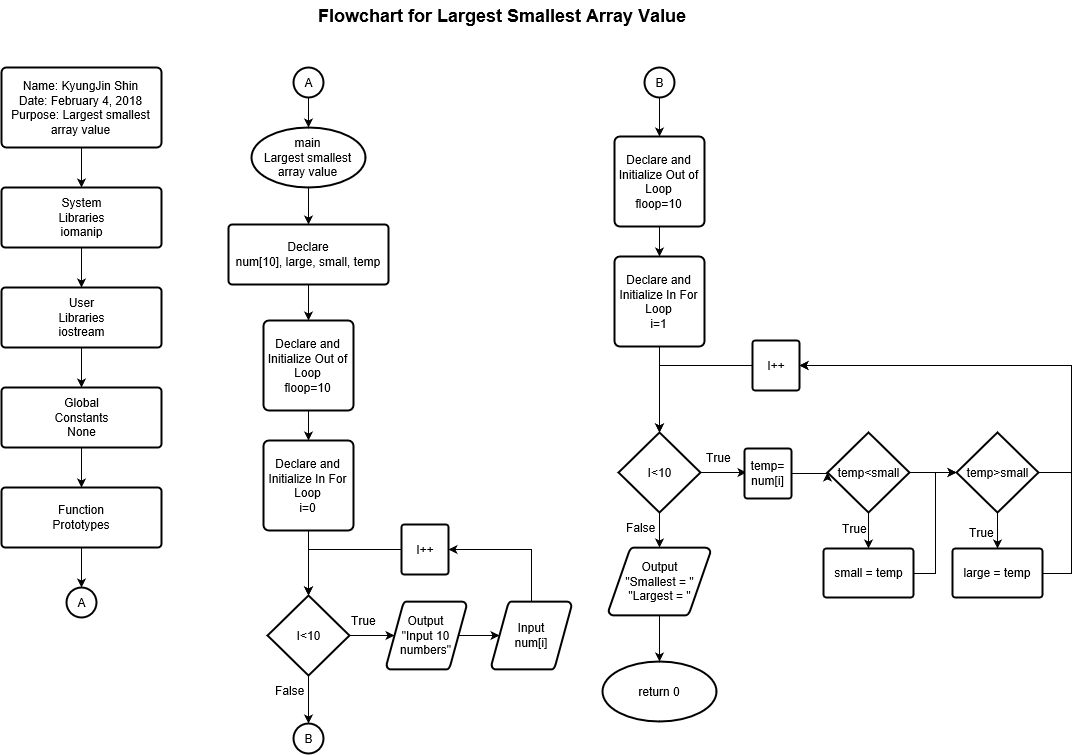 Flowchart for Largest Smallest Array Value
Name: KyungJin Shin
Date: February 4, 2018
Purpose: Largest smallest
array value
System
Libraries
iomanip
User
Libraries
iostream
Global
Constants
None
Function
Prototypes
A
A
main
Largest smallest
array value
Declare
num[10], large, small, temp
Declare and
Initialize Out of
Loop
floop=10
Declare and
Initialize In For
Loop
i=0
I++
I<10
True
Output
"Input 10
numbers"
Input
num[i]
False
B
B
Declare and
Initialize Out of
Loop
floop=10
Declare and
Initialize In For
Loop
i=1
I++
I<10
True
temp=
num[i]
temp<small
temp>small
False
True
True
Output
"Smallest = "
"Largest = "
small = temp
large = temp
return 0